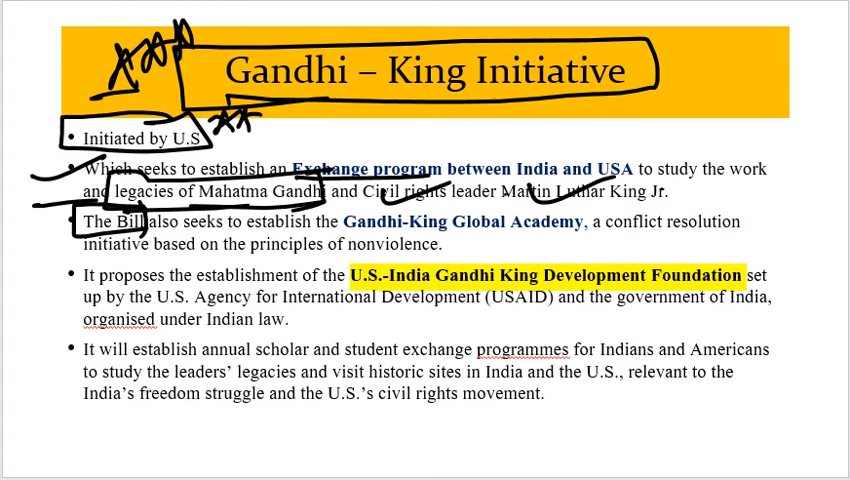 Gandhi – King Initiative
• Initiated by U.S
• Which seeks to establish an Exchange program between India and USA to study the work
and legacies of Mahatma Gandhi and Civil rights leader Martin Luthar King Jr.
• The Bill also seeks to establish the Gandhi-King Global Academy, a conflict resolution
initiative based on the principles of nonviolence.
• It proposes the establishment of the U.S.-India Gandhi King Development Foundation set
up by the U.S. Agency for International Development (USAID) and the government of India,
organised under Indian law.
• It will establish annual scholar and student exchange programmes for Indians and Americans
to study the leaders’ legacies and visit historic sites in India and the U.S., relevant to the
India’s freedom struggle and the U.S.’s civil rights movement.